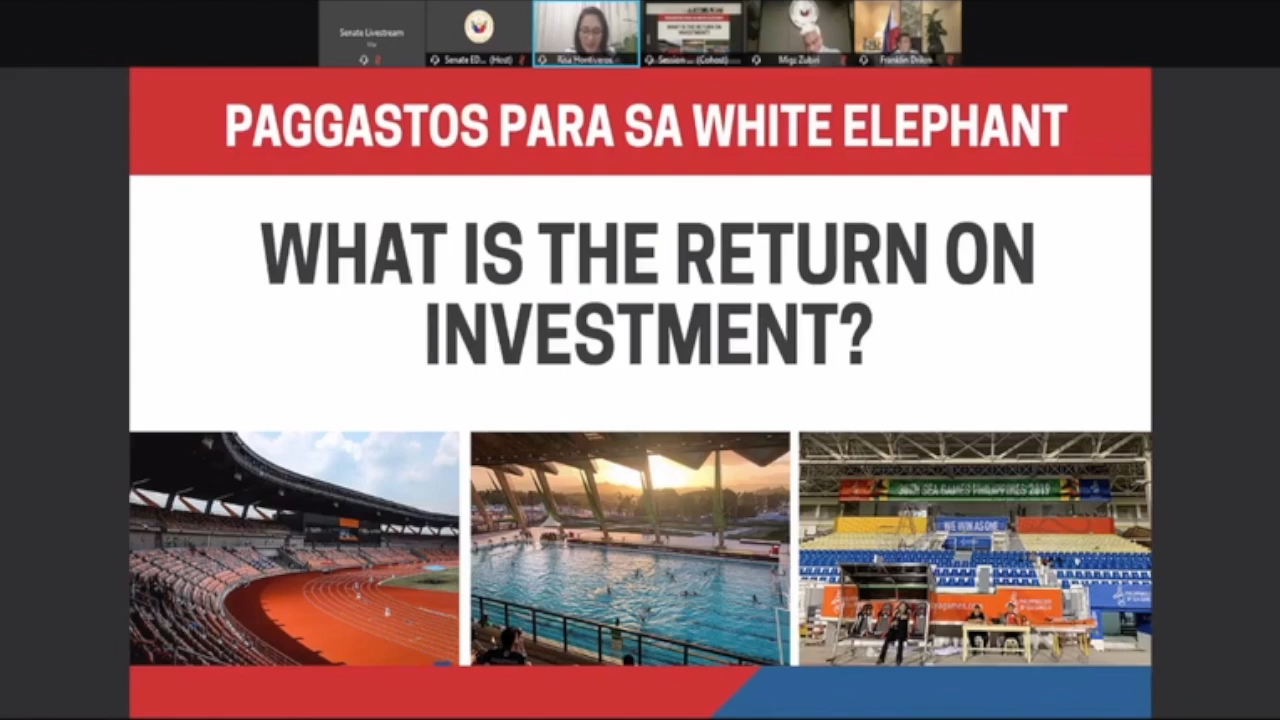 Senate Livestream
Senate ED... (Host)
Risa Hontiveros
Session ... (Cohost)
Migz Zubiri
Franklin Drilon
PAGGASTOS PARA SA WHITE ELEPHANT
WHAT IS THE RETURN ON
INVESTMENT?
30TH SEA GAMES PHILIPPINES 2019
WE WIN AS ONE